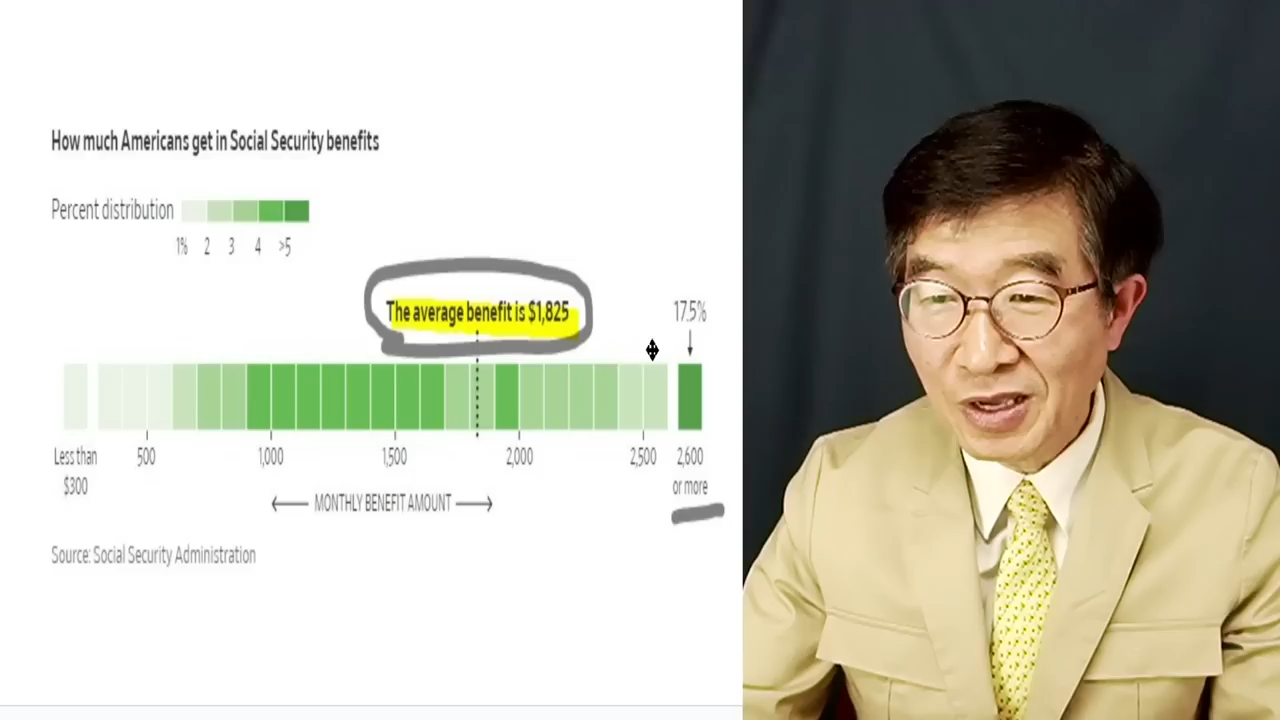 How much Americans get in Social Security benefits
Percent distribution
1% 2 3 4 >5
The average benefit is $1,825
17.5%
Less than $300
500
1,000
1,500
2,000
2,500
2,600 or more
MONTHLY BENEFIT AMOUNT
Source: Social Security Administration